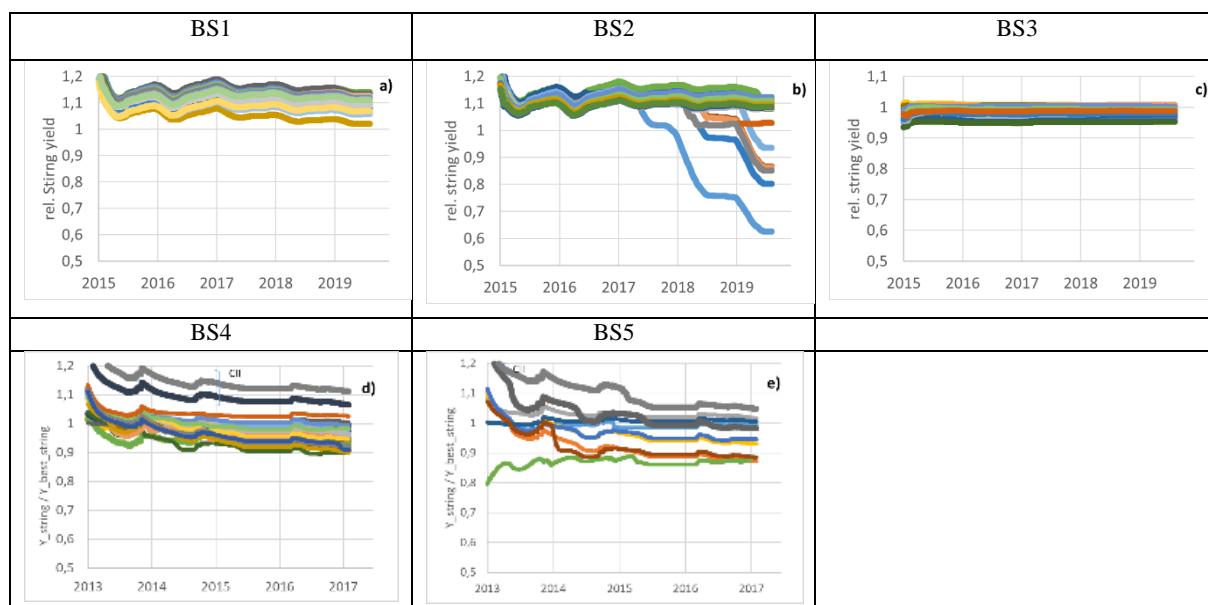 BS1
BS2
BS3
a)
1,2
1,1
1
0,9
0,8
0,7
0,6
0,5
rel. Stirng yield
2015 2016 2017 2018 2019
b)
1,2
1,1
1
0,9
0,8
0,7
0,6
0,5
rel. string yield
2015 2016 2017 2018 2019
c)
1,1
1
0,9
0,8
0,7
0,6
0,5
rel. string yield
2015 2016 2017 2018 2019
BS4
BS5
d)
CII
1,2
1,1
1
0,9
0,8
0,7
0,6
0,5
Y_string / Y_best_string
2013 2014 2015 2016 2017
e)
1,2
1,1
1
0,9
0,8
0,7
0,6
0,5
Y_string / Y_best_string
2013 2014 2015 2016 2017